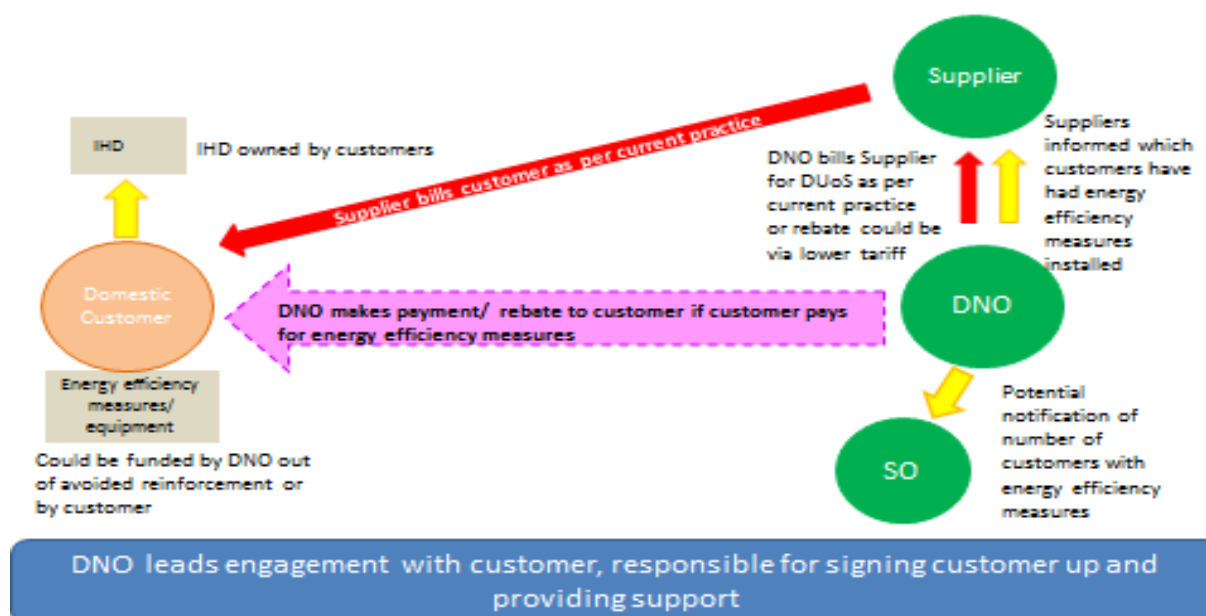 Supplier
IHD
IHD owned by customers
Supplier bills customer as per current practice
DNO bills Supplier
for DUoS as per
current practice
or rebate could be
via lower tariff
Suppliers
informed which
customers have
had energy
efficiency
measures
installed
Domestic
Customer
DNO makes payment/ rebate to customer if customer pays
for energy efficiency measures
DNO
Energy efficiency
measures/
equipment
Could be funded by DNO out
of avoided reinforcement or
by customer
SO
Potential
notification of
number of
customers with
energy efficiency
measures
DNO leads engagement with customer, responsible for signing customer up and
providing support